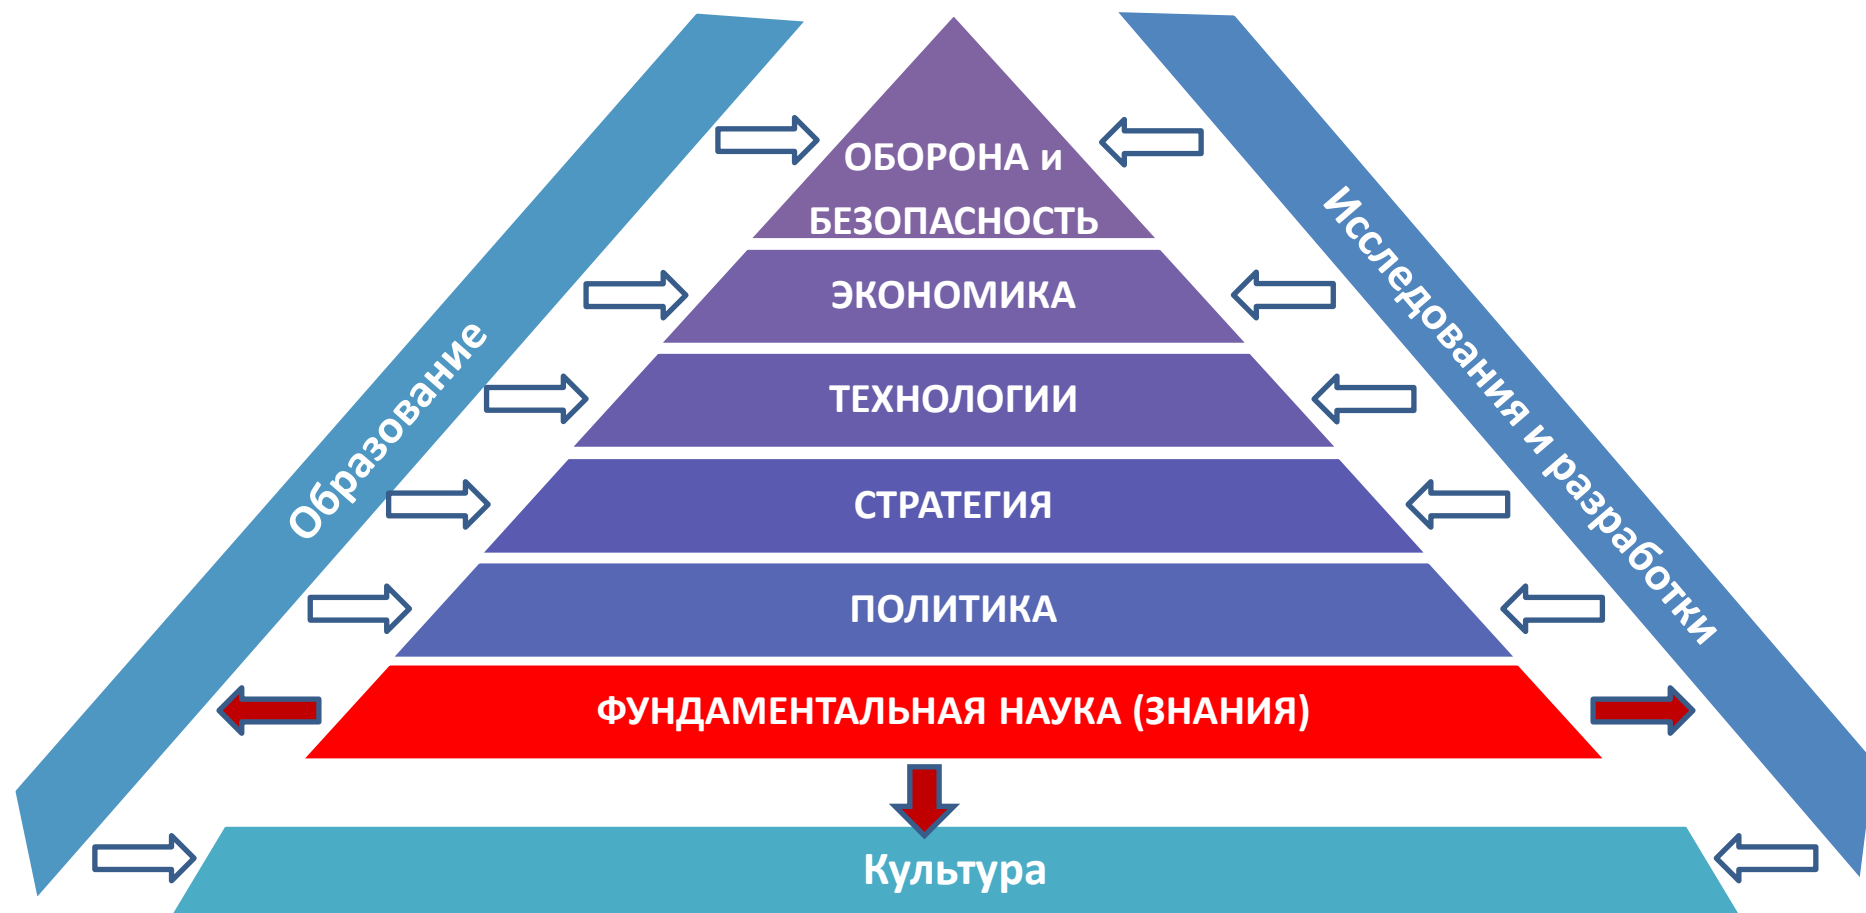 ОБОРОНА и
БЕЗОПАСНОСТЬ
ЭКОНОМИКА
ТЕХНОЛОГИИ
СТРАТЕГИЯ
ПОЛИТИКА
ФУНДАМЕНТАЛЬНАЯ НАУКА (ЗНАНИЯ)
Культура
Образование
Исследования и разработки